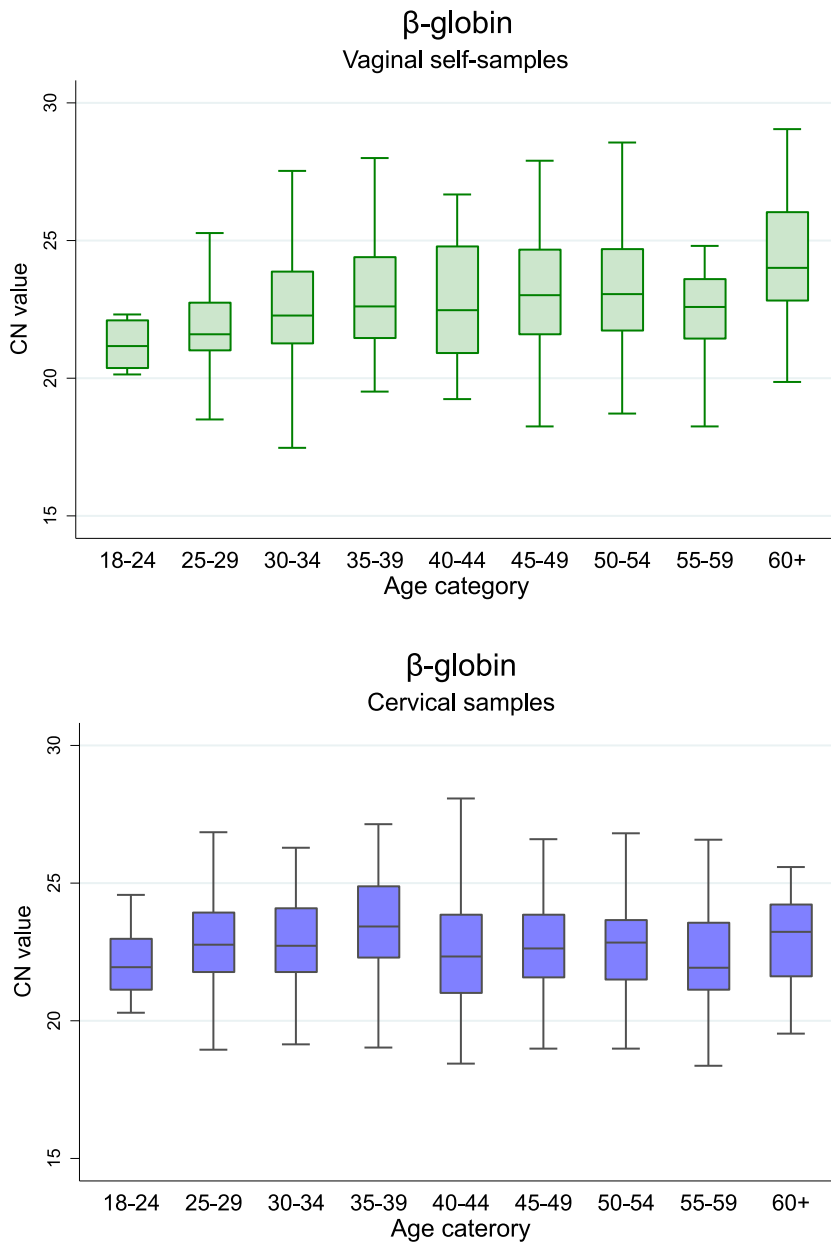 β-globin
Vaginal self-samples
CN value
30
25
20
15
18-24 25-29 30-34 35-39 40-44 45-49 50-54 55-59 60+
Age category
β-globin
Cervical samples
CN value
30
25
20
15
18-24 25-29 30-34 35-39 40-44 45-49 50-54 55-59 60+
Age caterory